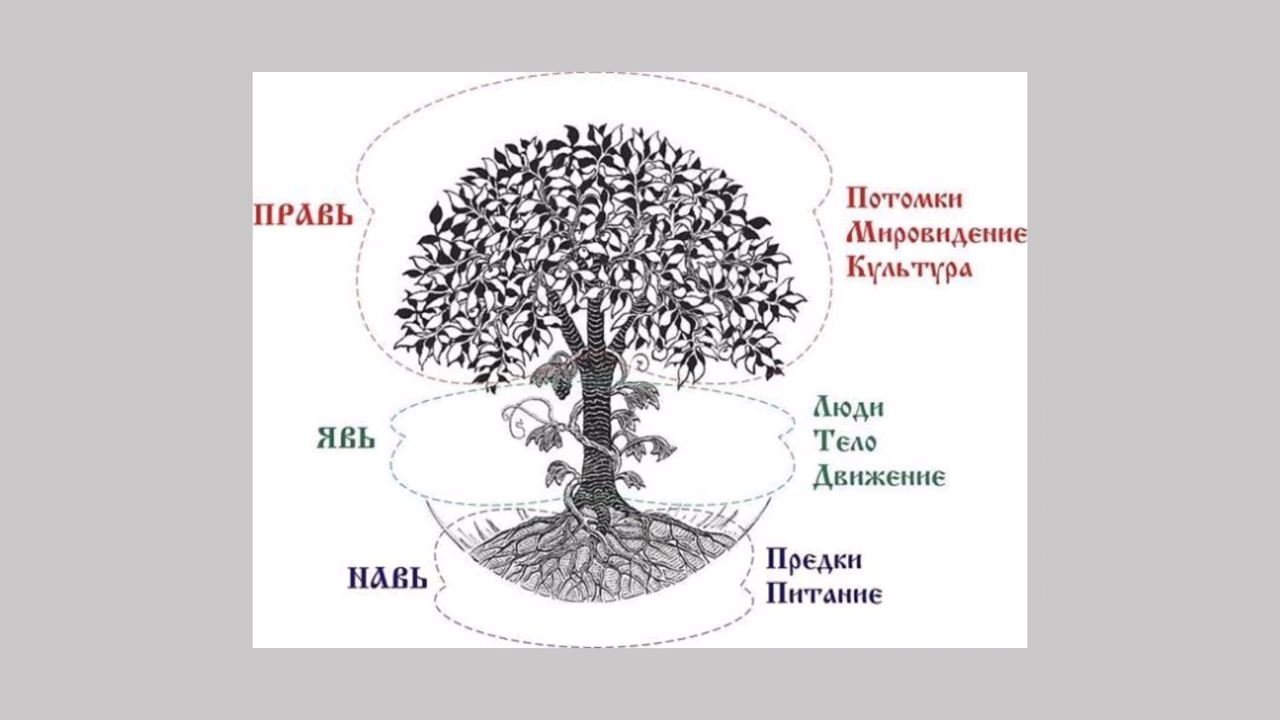 ПРАВЬ
Потомки
Мировидение
Культура
ЯВЬ
Люди
Тело
Движение
НАВЬ
Предки
Питание